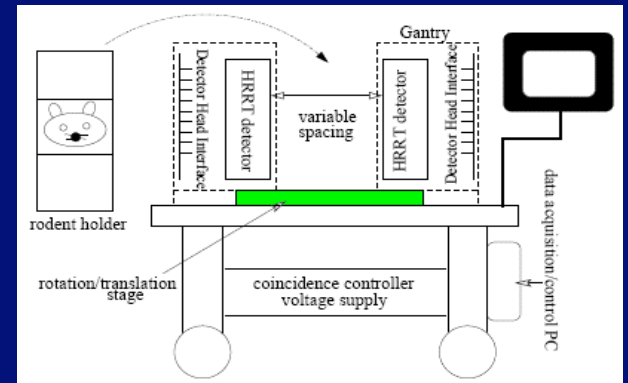 Gantry
Detector Head Interface
HRRT detector
variable
spacing
HRRT detector
Detector Head Interface
rodent holder
rotation/translation
stage
coincidence controller
voltage supply
data acquisition/control PC